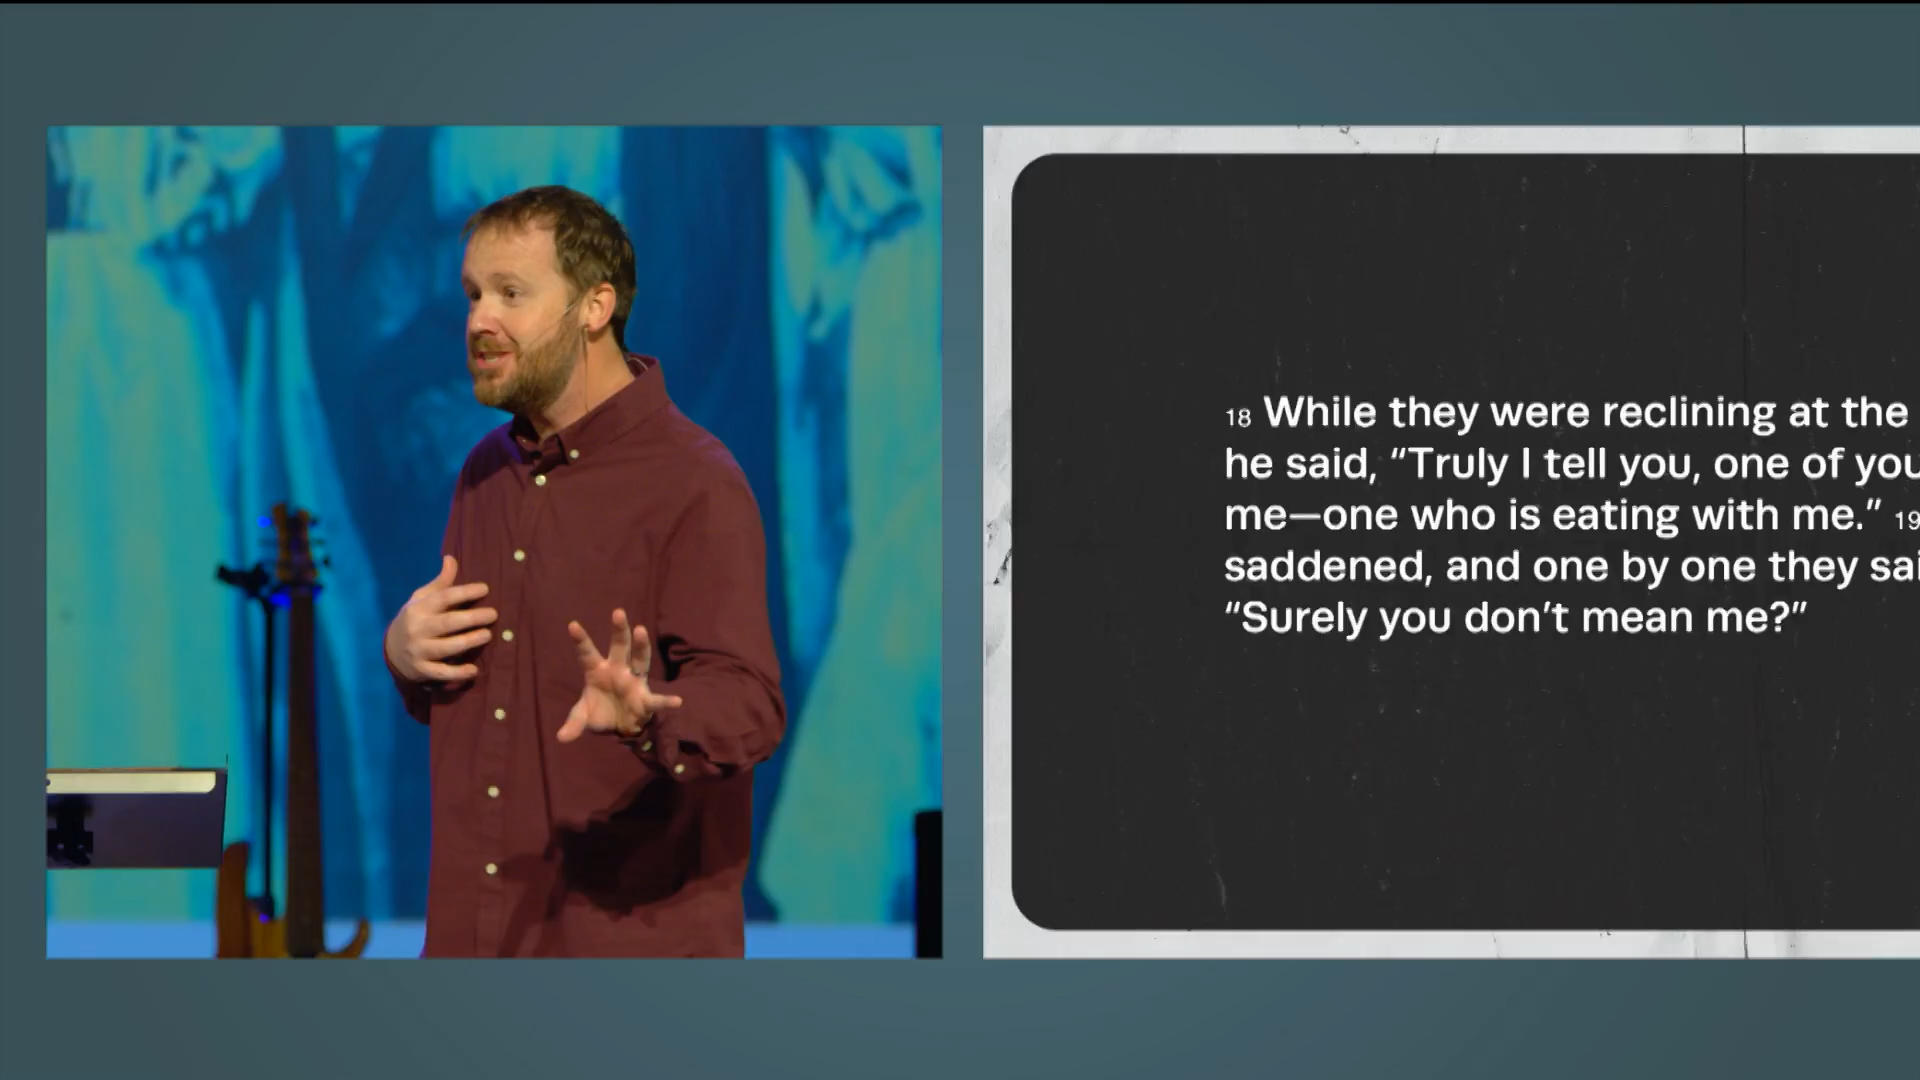 18 While they were reclining at the
he said, “Truly I tell you, one of you
me—one who is eating with me.” 19
saddened, and one by one they sai
“Surely you don’t mean me?”